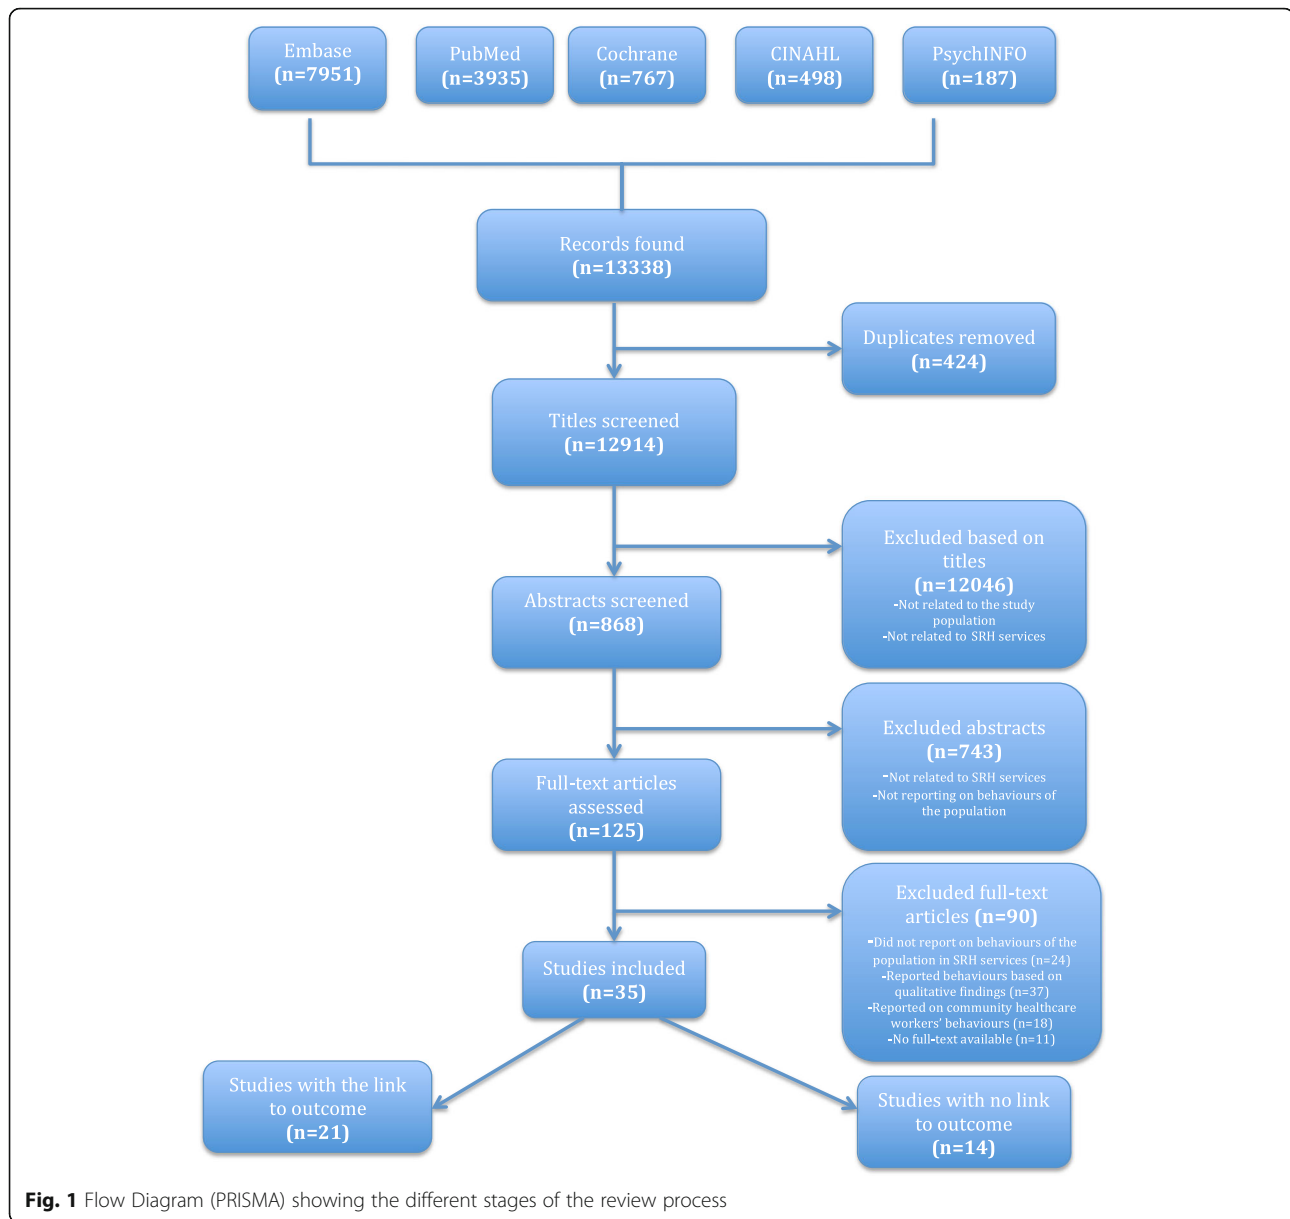 Embase
(n=7951)
PubMed
(n=3935)
Cochrane
(n=767)
CINAHL
(n=498)
PsychINFO
(n=187)
Records found
(n=13338)
Duplicates removed
(n=424)
Titles screened
(n=12914)
Excluded based on
titles
(n=12046)
-Not related to the study
population
-Not related to SRH services
Abstracts screened
(n=868)
Excluded abstracts
(n=743)
-Not related to SRH services
-Not reporting on behaviours of
the population
Full-text articles
assessed
(n=125)
Excluded full-text
articles (n=90)
-Did not report on behaviours of the
population in SRH services (n=24)
-Reported behaviours based on
qualitative findings (n=37)
-Reported on community healthcare
workers' behaviours (n=18)
-No full-text available (n=11)
Studies included
(n=35)
Studies with the link
to outcome
(n=21)
Studies with no link
to outcome
(n=14)
Fig. 1 Flow Diagram (PRISMA) showing the different stages of the review process